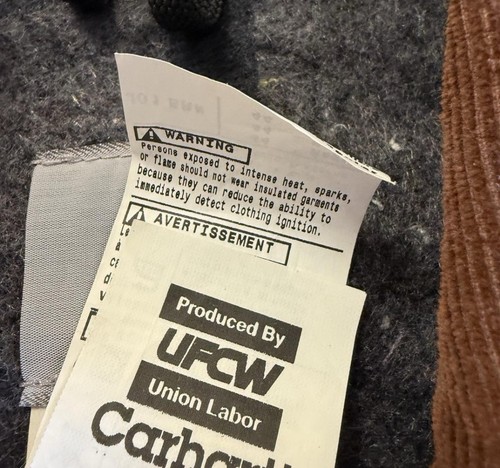 WARNING
Persons exposed to intense heat, sparks,
or flame should not wear insulated garments
because they can reduce the ability to
immediately detect clothing ignition.
AVERTISSEMENT
Produced By
UFCW
Union Labor
Carhartt